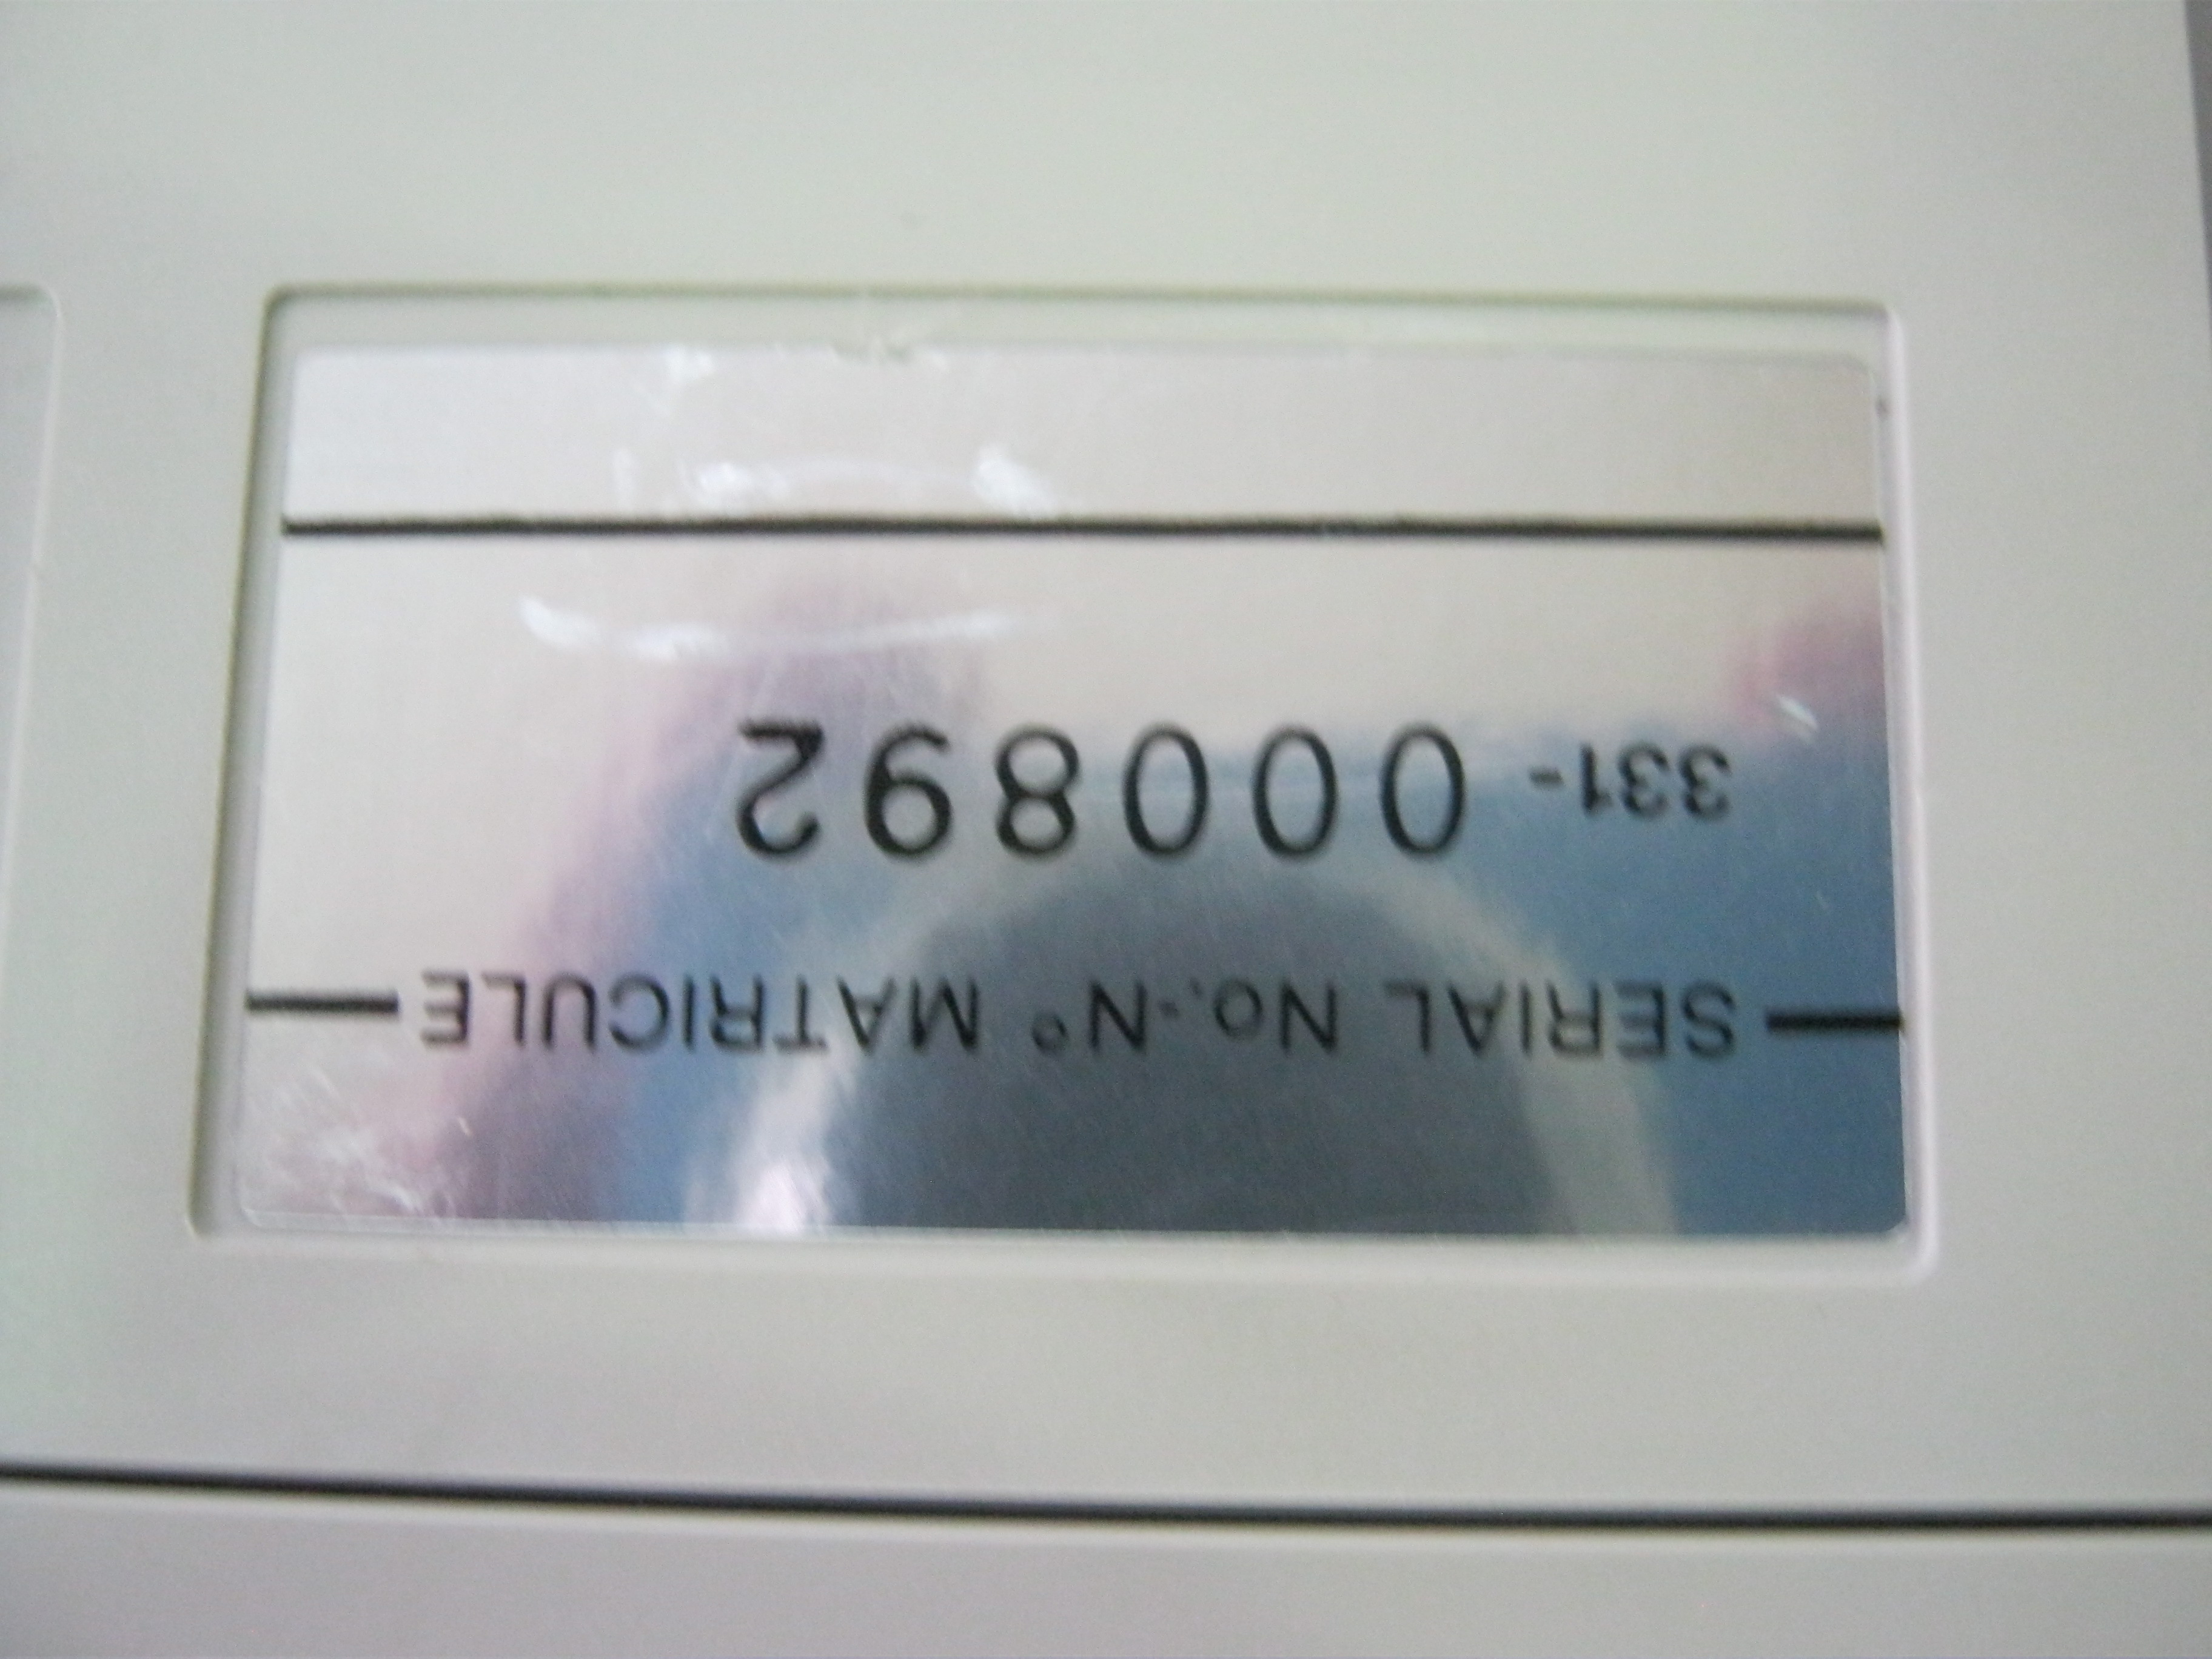 SERIAL No.-N° MATRICULE
331- 000892